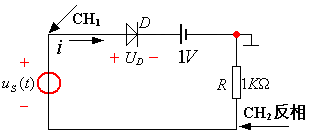 CH₁
D
i
+ U_D −
1V
+
u_S(t)
−
R
1KΩ
CH₂反相